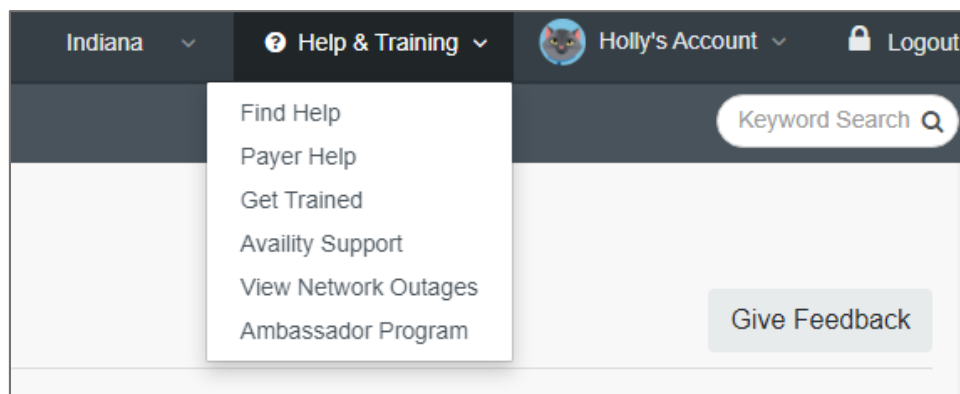 Indiana
Help & Training
Holly's Account
Logout
Keyword Search
Find Help
Payer Help
Get Trained
Availity Support
View Network Outages
Ambassador Program
Give Feedback